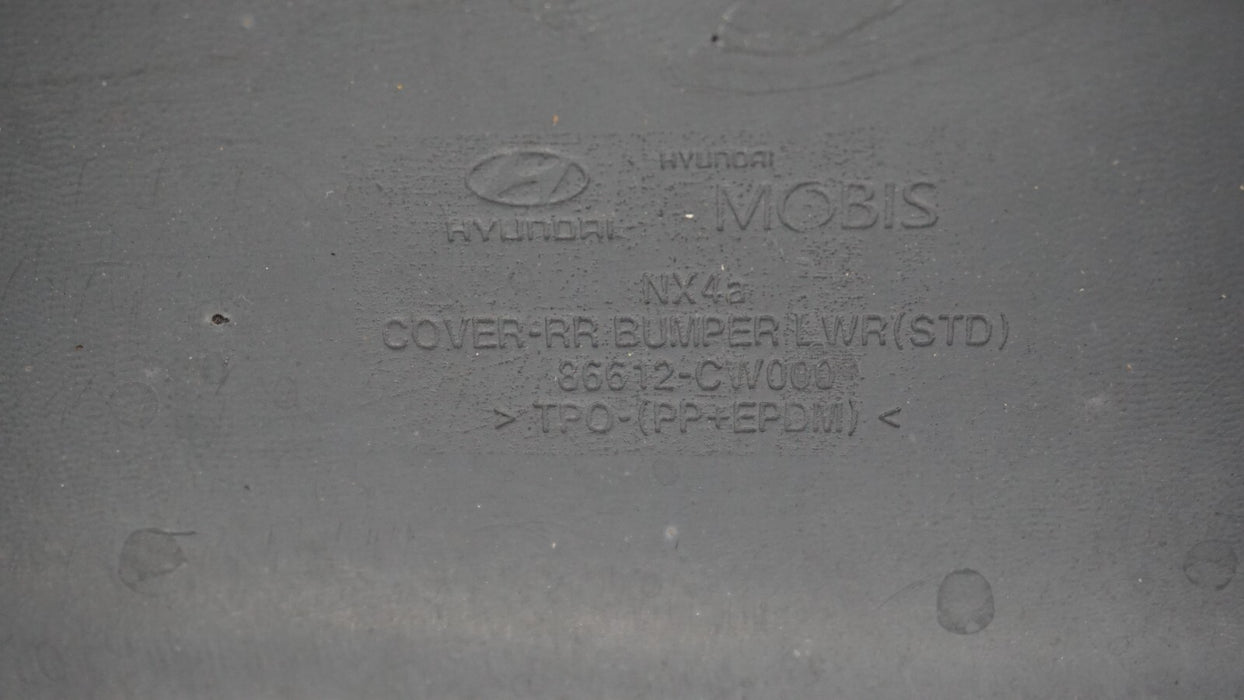 HYUNDAI
HYUNDAI
MOBIS
NX4a
COVER-RR BUMPER LWR(STD)
86612-CW000
> TPO-(PP+EPDM) <